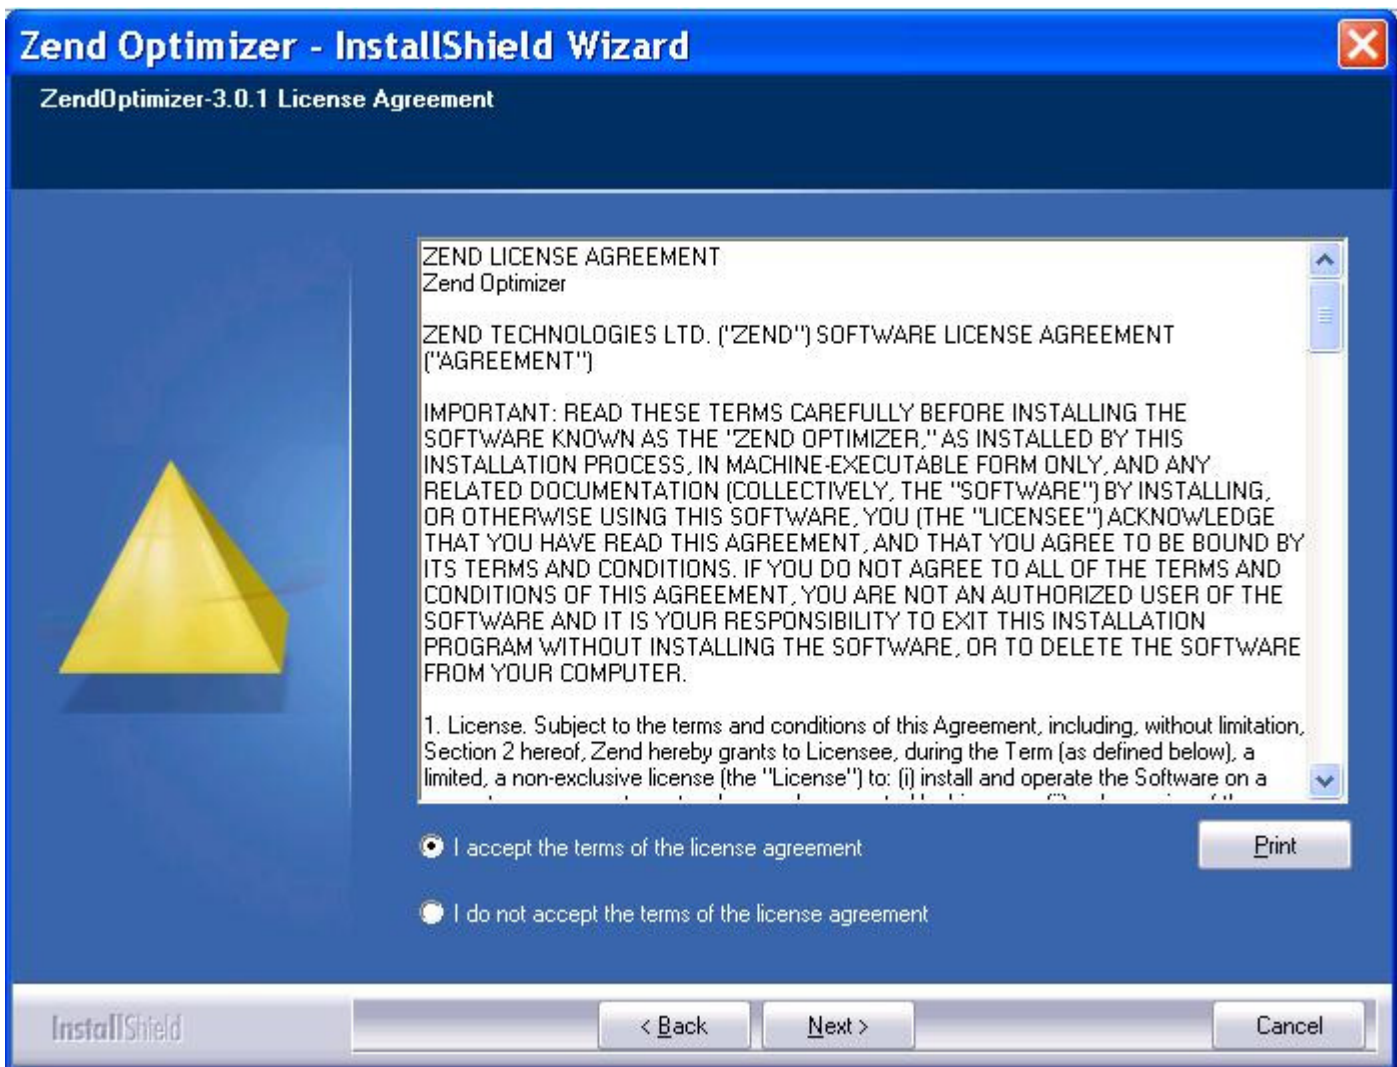 Zend Optimizer - InstallShield Wizard
ZendOptimizer-3.0.1 License Agreement
ZEND LICENSE AGREEMENT
Zend Optimizer
ZEND TECHNOLOGIES LTD. ("ZEND") SOFTWARE LICENSE AGREEMENT
("AGREEMENT")
IMPORTANT: READ THESE TERMS CAREFULLY BEFORE INSTALLING THE
SOFTWARE KNOWN AS THE "ZEND OPTIMIZER," AS INSTALLED BY THIS
INSTALLATION PROCESS, IN MACHINE-EXECUTABLE FORM ONLY, AND ANY
RELATED DOCUMENTATION (COLLECTIVELY, THE "SOFTWARE") BY INSTALLING,
OR OTHERWISE USING THIS SOFTWARE, YOU (THE "LICENSEE") ACKNOWLEDGE
THAT YOU HAVE READ THIS AGREEMENT, AND THAT YOU AGREE TO BE BOUND BY
ITS TERMS AND CONDITIONS. IF YOU DO NOT AGREE TO ALL OF THE TERMS AND
CONDITIONS OF THIS AGREEMENT, YOU ARE NOT AN AUTHORIZED USER OF THE
SOFTWARE AND IT IS YOUR RESPONSIBILITY TO EXIT THIS INSTALLATION
PROGRAM WITHOUT INSTALLING THE SOFTWARE, OR TO DELETE THE SOFTWARE
FROM YOUR COMPUTER.
1. License. Subject to the terms and conditions of this Agreement, including, without limitation,
Section 2 hereof, Zend hereby grants to Licensee, during the Term (as defined below), a
limited, a non-exclusive license (the "License") to: (i) install and operate the Software on a
I accept the terms of the license agreement
Print
I do not accept the terms of the license agreement
InstallShield
< Back
Next >
Cancel